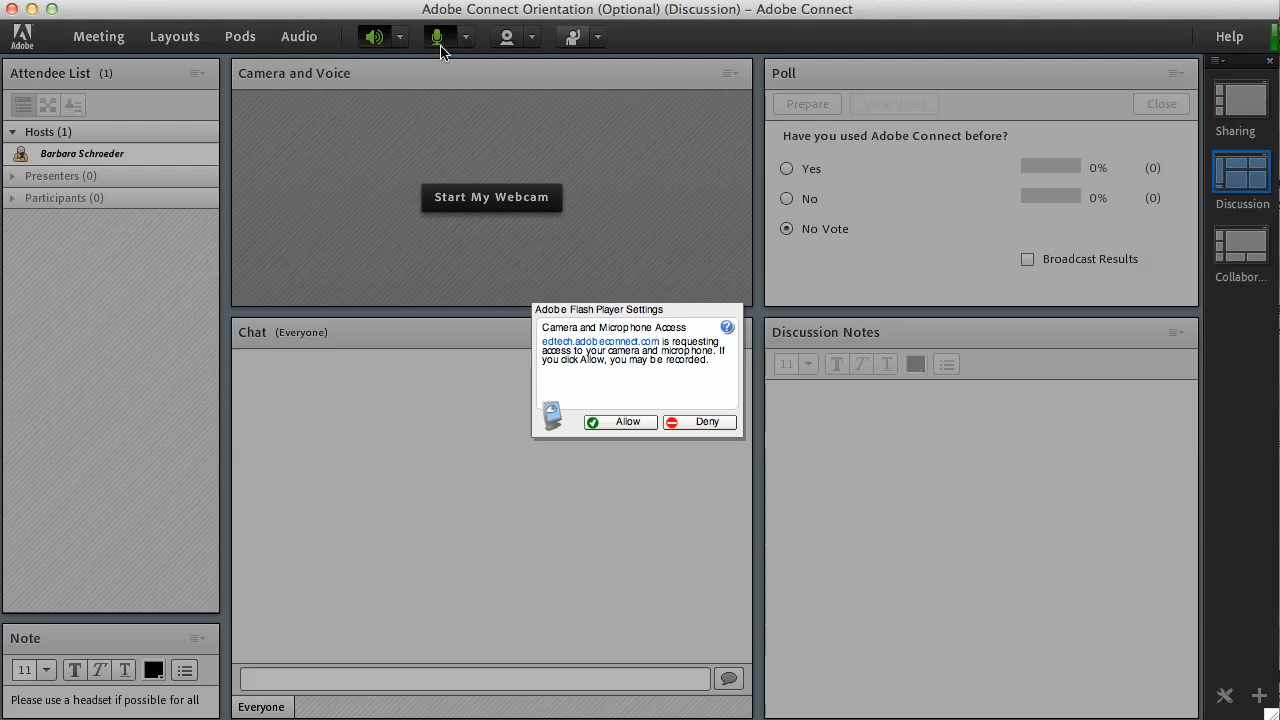 Adobe Connect Orientation (Optional) (Discussion) – Adobe Connect
Adobe
Meeting
Layouts
Pods
Audio
Help
Attendee List (1)
Hosts (1)
Barbara Schroeder
Presenters (0)
Participants (0)
Camera and Voice
Start My Webcam
Poll
Prepare
View Votes
Close
Have you used Adobe Connect before?
Yes 0% (0)
No 0% (0)
No Vote
Broadcast Results
Sharing
Discussion
Collabor...
Adobe Flash Player Settings
Camera and Microphone Access
edtech.adobeconnect.com is requesting
access to your camera and microphone. If
you click Allow, you may be recorded.
Allow
Deny
Chat (Everyone)
Everyone
Discussion Notes
11 T T T
Note
11 T T T
Please use a headset if possible for all